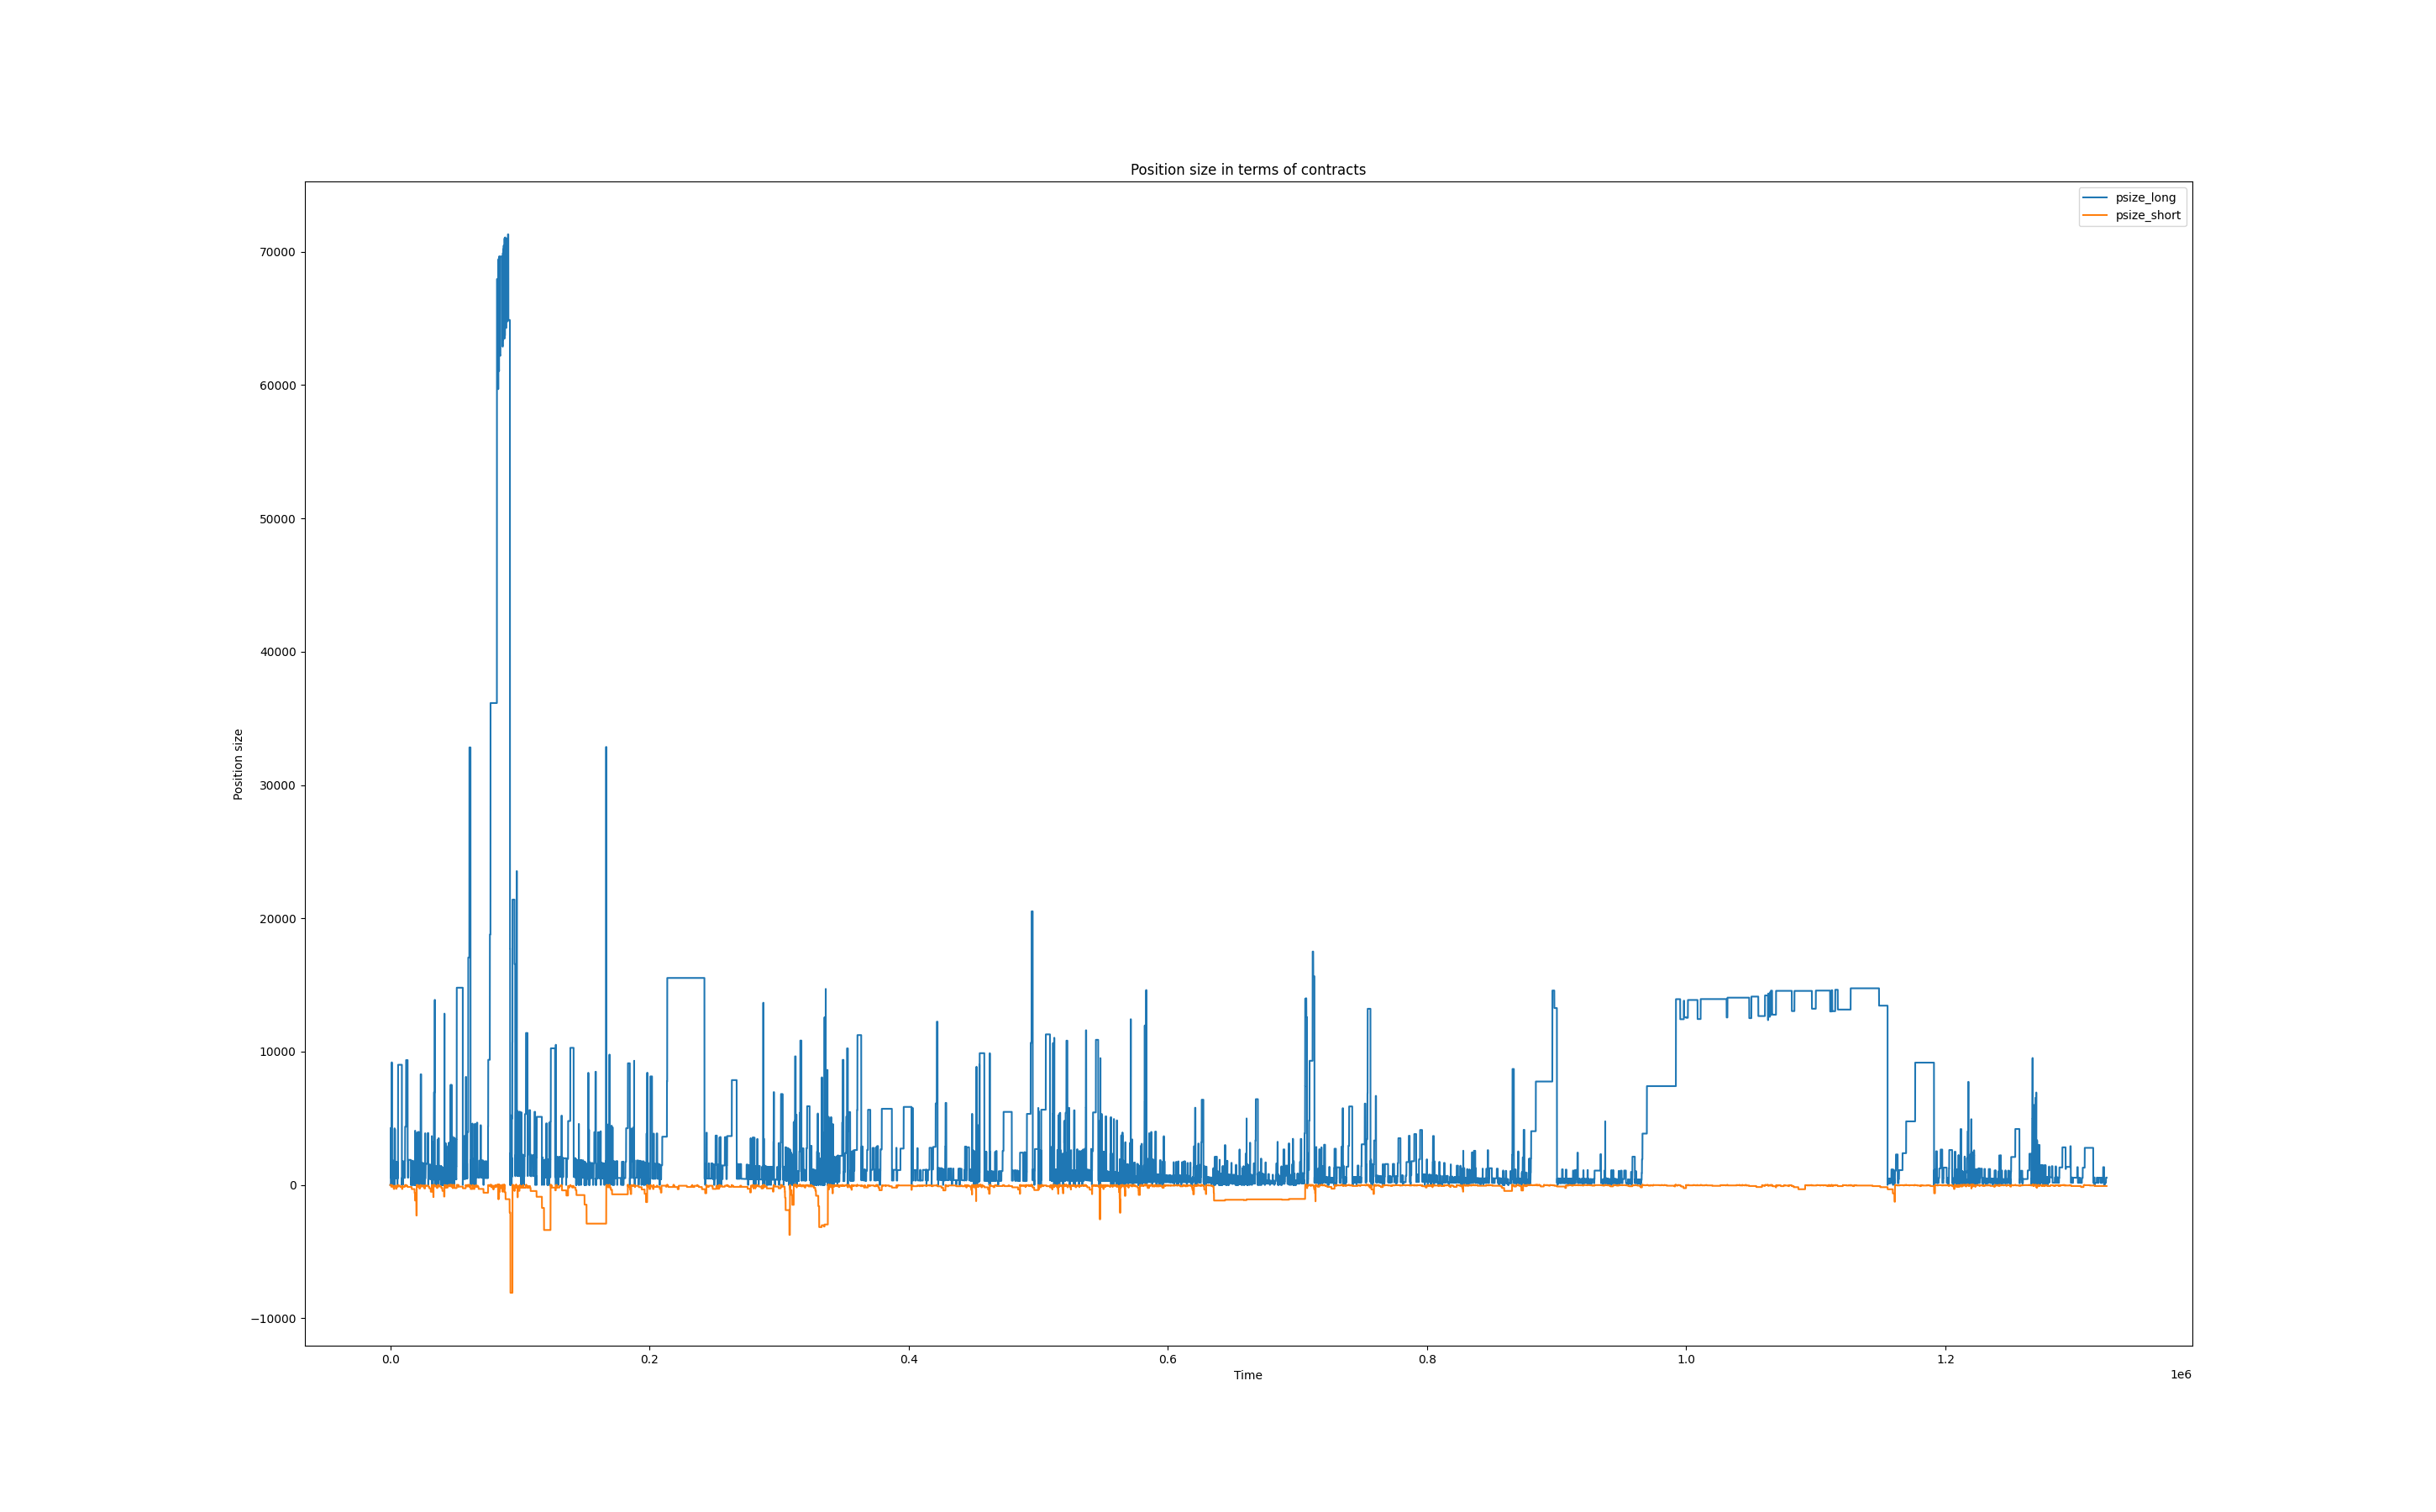 Position size in terms of contracts
psize_long
psize_short
70000
60000
50000
40000
30000
20000
10000
0
−10000
Position size
0.0
0.2
0.4
0.6
0.8
1.0
1.2
1e6
Time